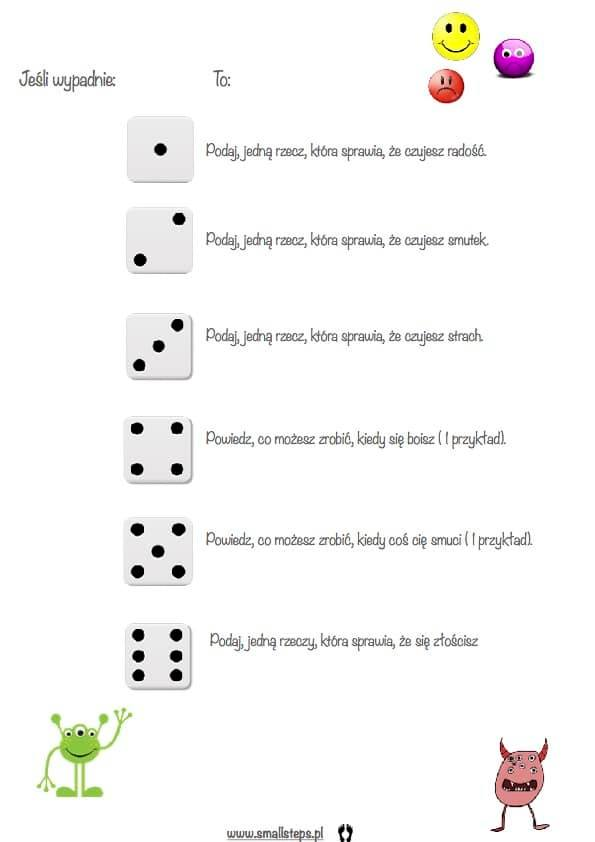 Jeśli wypadnie: To:
Podaj, jedną rzecz, która sprawia, że czujesz radość.
Podaj, jedną rzecz, która sprawia, że czujesz smutek.
Podaj, jedną rzecz, która sprawia, że czujesz strach.
Powiedz, co możesz zrobić, kiedy się boisz ( 1 przykład).
Powiedz, co możesz zrobić, kiedy coś cię smuci ( 1 przykład).
Podaj, jedną rzeczy, która sprawia, że się złościsz
www.smallsteps.pl